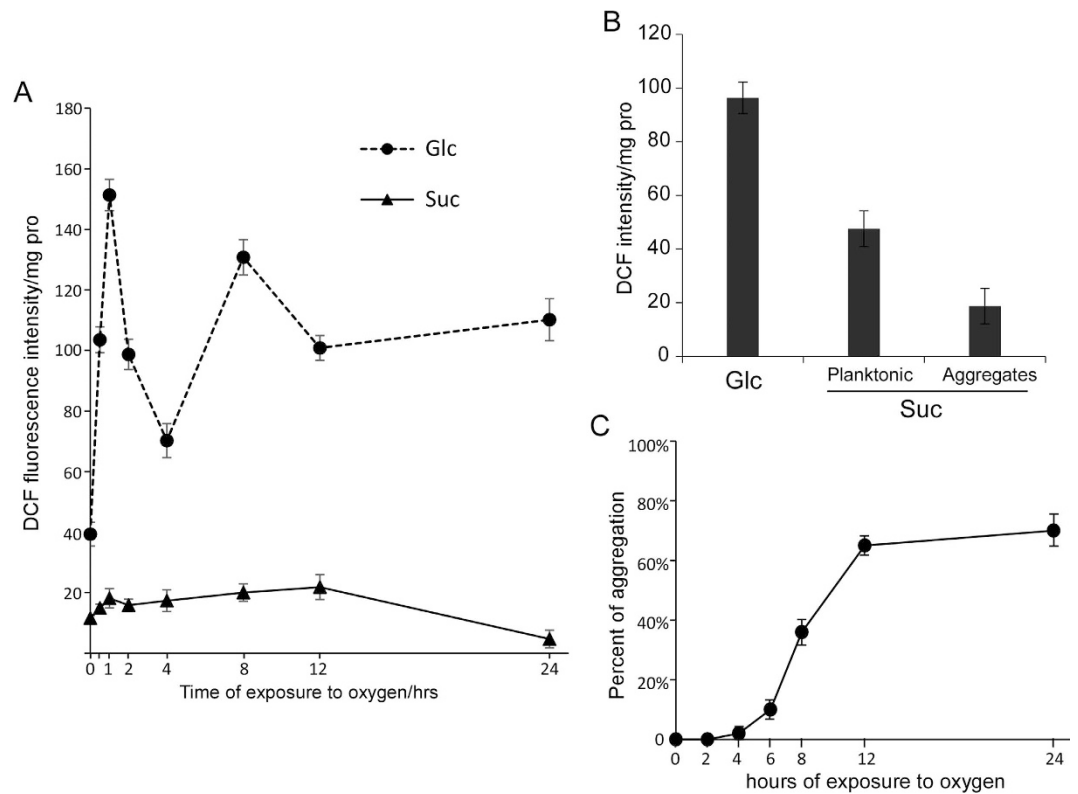 A
DCF fluorescence intensity/mg pro
180
160
140
120
100
80
60
40
20
Glc
Suc
0 1 2 4 8 12 24
Time of exposure to oxygen/hrs
B
DCF intensity/mg pro
120
100
80
60
40
20
0
Glc
Planktonic Aggregates
Suc
C
Percent of aggregation
100%
80%
60%
40%
20%
0
0 2 4 6 8 12 24
hours of exposure to oxygen